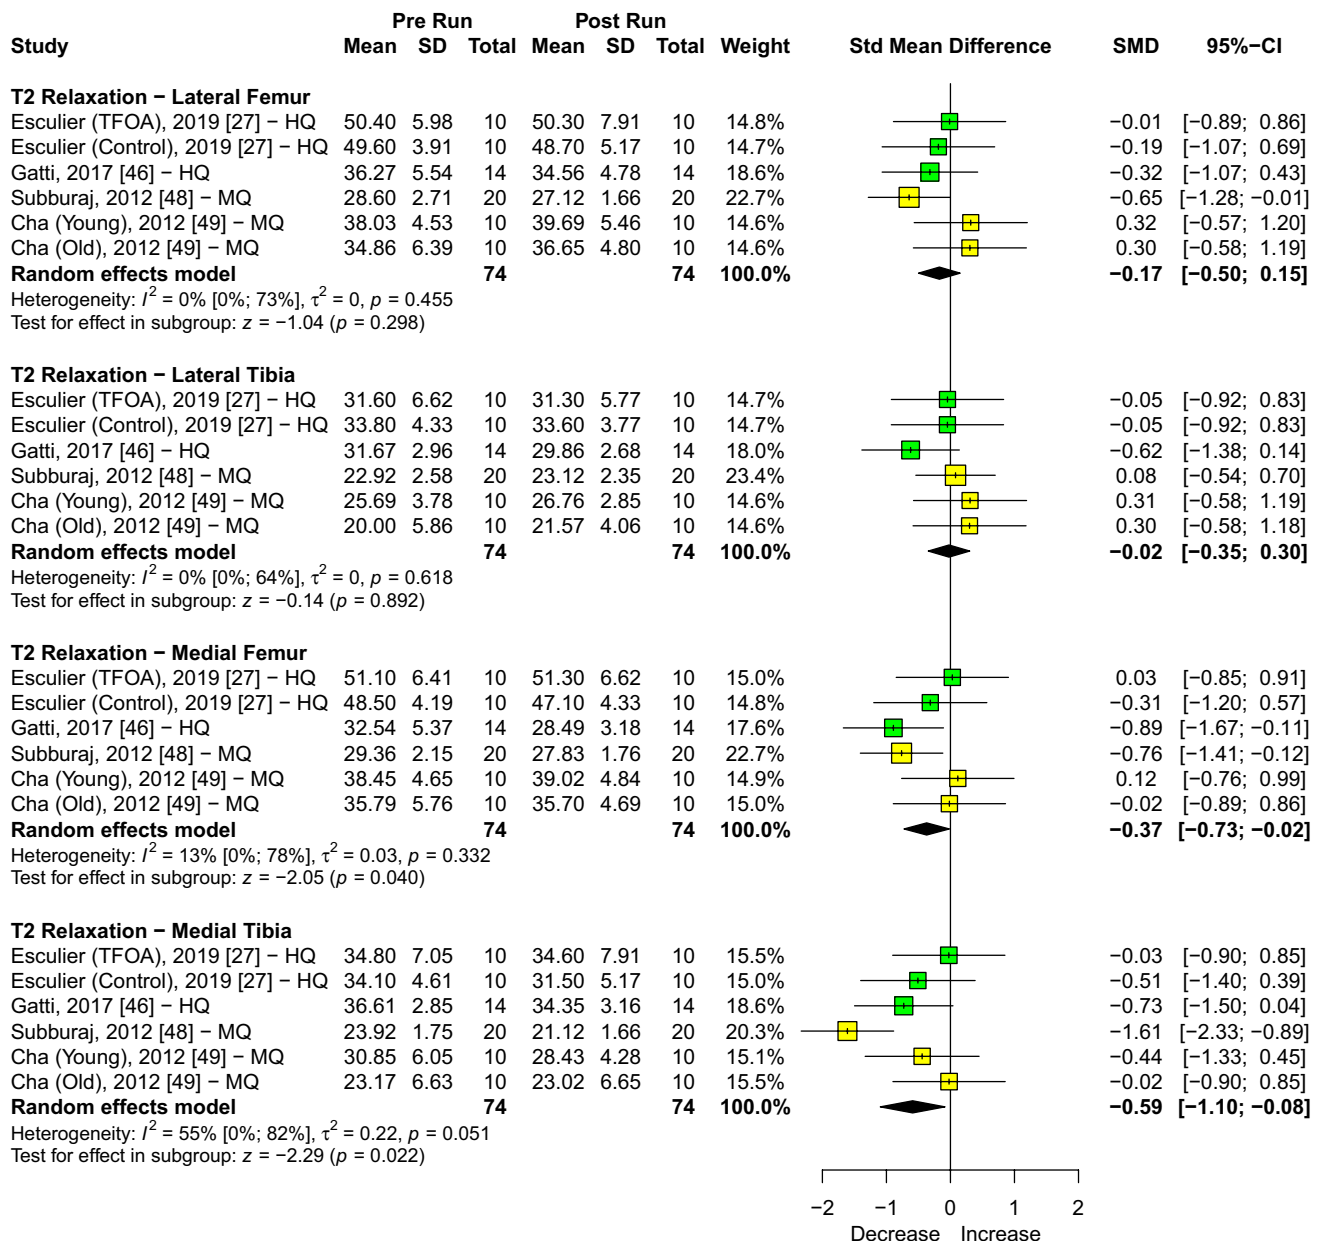 Pre Run Post Run
Study Mean SD Total Mean SD Total Weight Std Mean Difference SMD 95%−CI
T2 Relaxation − Lateral Femur
Esculier (TFOA), 2019 [27] − HQ 50.40 5.98 10 50.30 7.91 10 14.8% −0.01 [−0.89; 0.86]
Esculier (Control), 2019 [27] − HQ 49.60 3.91 10 48.70 5.17 10 14.7% −0.19 [−1.07; 0.69]
Gatti, 2017 [46] − HQ 36.27 5.54 14 34.56 4.78 14 18.6% −0.32 [−1.07; 0.43]
Subburaj, 2012 [48] − MQ 28.60 2.71 20 27.12 1.66 20 22.7% −0.65 [−1.28; −0.01]
Cha (Young), 2012 [49] − MQ 38.03 4.53 10 39.69 5.46 10 14.6% 0.32 [−0.57; 1.20]
Cha (Old), 2012 [49] − MQ 34.86 6.39 10 36.65 4.80 10 14.6% 0.30 [−0.58; 1.19]
Random effects model 74 74 100.0% −0.17 [−0.50; 0.15]
Heterogeneity: I² = 0% [0%; 73%], τ² = 0, p = 0.455
Test for effect in subgroup: z = −1.04 (p = 0.298)
T2 Relaxation − Lateral Tibia
Esculier (TFOA), 2019 [27] − HQ 31.60 6.62 10 31.30 5.77 10 14.7% −0.05 [−0.92; 0.83]
Esculier (Control), 2019 [27] − HQ 33.80 4.33 10 33.60 3.77 10 14.7% −0.05 [−0.92; 0.83]
Gatti, 2017 [46] − HQ 31.67 2.96 14 29.86 2.68 14 18.0% −0.62 [−1.38; 0.14]
Subburaj, 2012 [48] − MQ 22.92 2.58 20 23.12 2.35 20 23.4% 0.08 [−0.54; 0.70]
Cha (Young), 2012 [49] − MQ 25.69 3.78 10 26.76 2.85 10 14.6% 0.31 [−0.58; 1.19]
Cha (Old), 2012 [49] − MQ 20.00 5.86 10 21.57 4.06 10 14.6% 0.30 [−0.58; 1.18]
Random effects model 74 74 100.0% −0.02 [−0.35; 0.30]
Heterogeneity: I² = 0% [0%; 64%], τ² = 0, p = 0.618
Test for effect in subgroup: z = −0.14 (p = 0.892)
T2 Relaxation − Medial Femur
Esculier (TFOA), 2019 [27] − HQ 51.10 6.41 10 51.30 6.62 10 15.0% 0.03 [−0.85; 0.91]
Esculier (Control), 2019 [27] − HQ 48.50 4.19 10 47.10 4.33 10 14.8% −0.31 [−1.20; 0.57]
Gatti, 2017 [46] − HQ 32.54 5.37 14 28.49 3.18 14 17.6% −0.89 [−1.67; −0.11]
Subburaj, 2012 [48] − MQ 29.36 2.15 20 27.83 1.76 20 22.7% −0.76 [−1.41; −0.12]
Cha (Young), 2012 [49] − MQ 38.45 4.65 10 39.02 4.84 10 14.9% 0.12 [−0.76; 0.99]
Cha (Old), 2012 [49] − MQ 35.79 5.76 10 35.70 4.69 10 15.0% −0.02 [−0.89; 0.86]
Random effects model 74 74 100.0% −0.37 [−0.73; −0.02]
Heterogeneity: I² = 13% [0%; 78%], τ² = 0.03, p = 0.332
Test for effect in subgroup: z = −2.05 (p = 0.040)
T2 Relaxation − Medial Tibia
Esculier (TFOA), 2019 [27] − HQ 34.80 7.05 10 34.60 7.91 10 15.5% −0.03 [−0.90; 0.85]
Esculier (Control), 2019 [27] − HQ 34.10 4.61 10 31.50 5.17 10 15.0% −0.51 [−1.40; 0.39]
Gatti, 2017 [46] − HQ 36.61 2.85 14 34.35 3.16 14 18.6% −0.73 [−1.50; 0.04]
Subburaj, 2012 [48] − MQ 23.92 1.75 20 21.12 1.66 20 20.3% −1.61 [−2.33; −0.89]
Cha (Young), 2012 [49] − MQ 30.85 6.05 10 28.43 4.28 10 15.1% −0.44 [−1.33; 0.45]
Cha (Old), 2012 [49] − MQ 23.17 6.63 10 23.02 6.65 10 15.5% −0.02 [−0.90; 0.85]
Random effects model 74 74 100.0% −0.59 [−1.10; −0.08]
Heterogeneity: I² = 55% [0%; 82%], τ² = 0.22, p = 0.051
Test for effect in subgroup: z = −2.29 (p = 0.022)
−2 −1 0 1 2
Decrease Increase